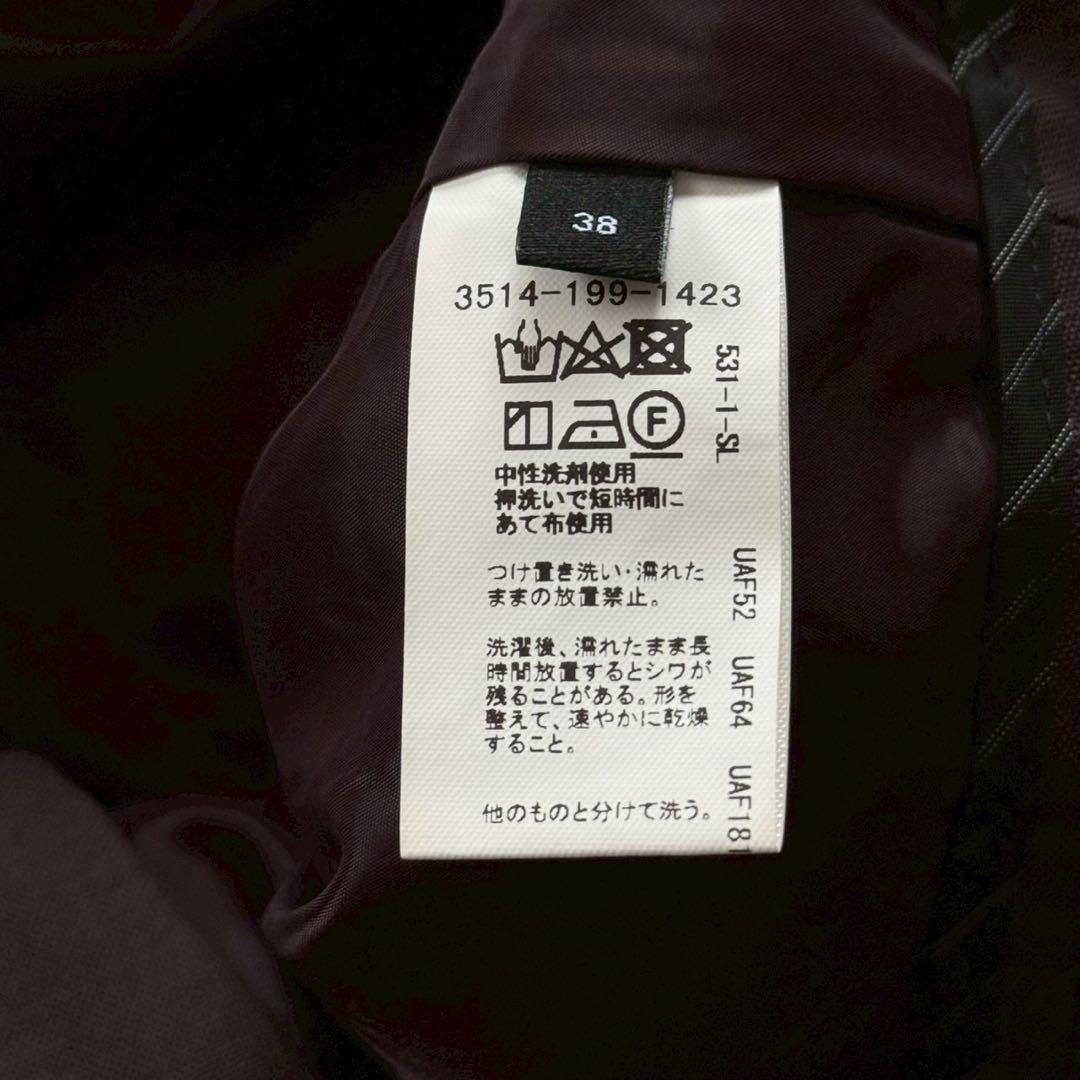 38
3514-199-1423
F
中性洗剤使用
押洗いで短時間に
あて布使用
つけ置き洗い・濡れた
ままの放置禁止。
洗濯後、濡れたまま長
時間放置するとシワが
残ることがある。形を
整えて、速やかに乾燥
すること。
他のものと分けて洗う。
531-1-SL
UAF52 UAF64 UAF181